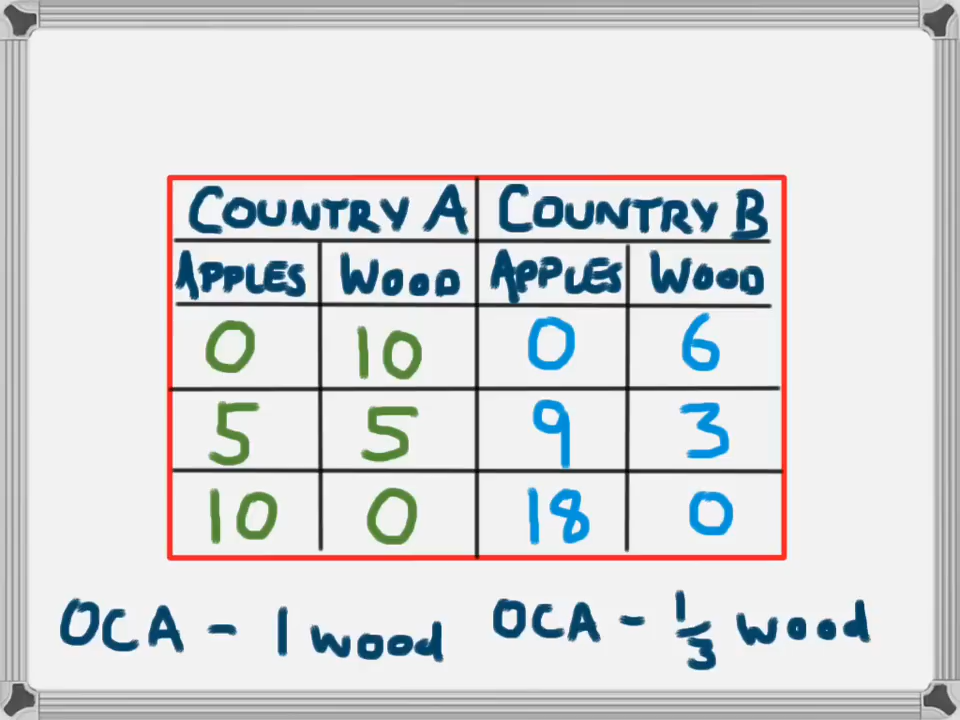 COUNTRY A COUNTRY B
APPLES WOOD APPLES WOOD
0 10 0 6
5 5 9 3
10 0 18 0
OCA - 1 wood OCA - 1/3 wood